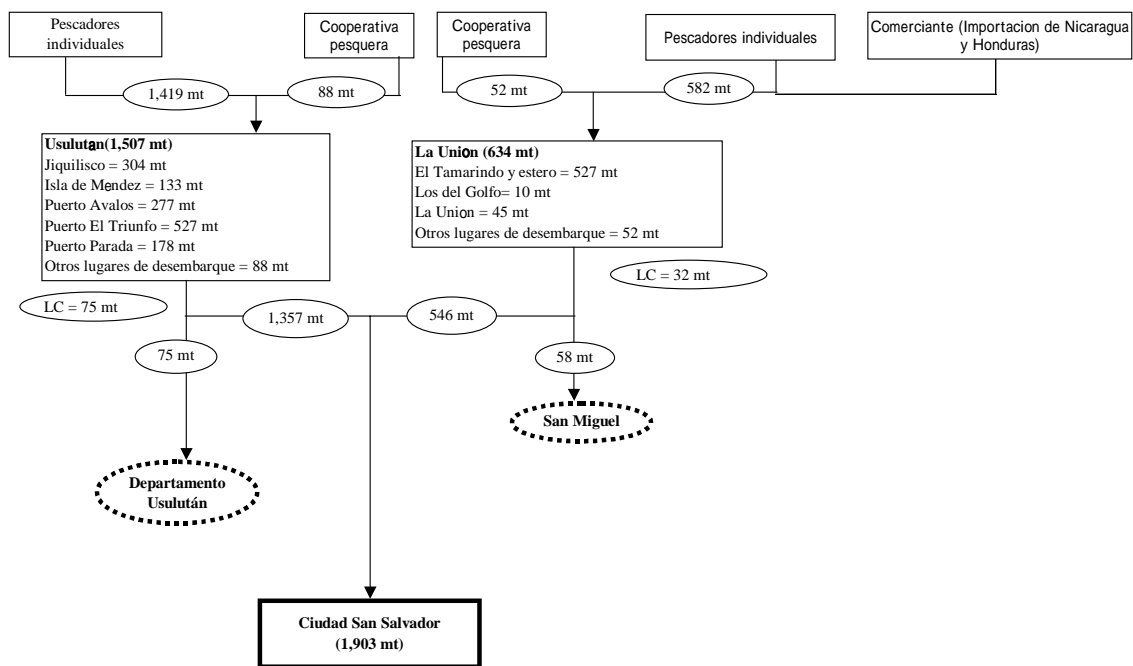 Pescadores
individuales
Cooperativa
pesquera
Cooperativa
pesquera
Pescadores individuales
Comerciante (Importacion de Nicaragua
y Honduras)
1,419 mt
88 mt
52 mt
582 mt
Usulután(1,507 mt)
Jiquilisco = 304 mt
Isla de Mendez = 133 mt
Puerto Avalos = 277 mt
Puerto El Triunfo = 527 mt
Puerto Parada = 178 mt
Otros lugares de desembarque = 88 mt
La Union (634 mt)
El Tamarindo y estero = 527 mt
Los del Golfo= 10 mt
La Union = 45 mt
Otros lugares de desembarque = 52 mt
LC = 75 mt
LC = 32 mt
1,357 mt
546 mt
75 mt
58 mt
San Miguel
Departamento
Usulután
Ciudad San Salvador
(1,903 mt)